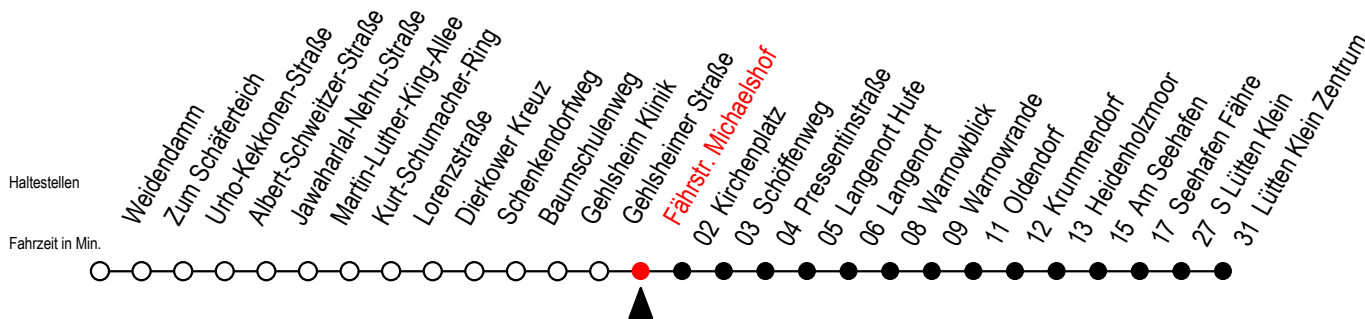 Haltestellen
Fahrzeit in Min.
Weidendamm
Zum Schäferteich
Urho-Kekkonen-Straße
Albert-Schweitzer-Straße
Jawaharlal-Nehru-Straße
Martin-Luther-King-Allee
Kurt-Schumacher-Ring
Lorenzstraße
Dierkower Kreuz
Schenkendorfweg
Baumschulenweg
Gehlsheim Klinik
Gehlsheimer Straße
Fährstr. Michaelshof
02 Kirchenplatz
03 Schöffenweg
04 Pressentinstraße
05 Langenort Hufe
06 Langenort
08 Warnowblick
09 Warnowrande
11 Oldendorf
12 Krummendorf
13 Heidenholzmoor
15 Am Seehafen
17 Seehafen Fähre
27 S Lütten Klein
31 Lütten Klein Zentrum